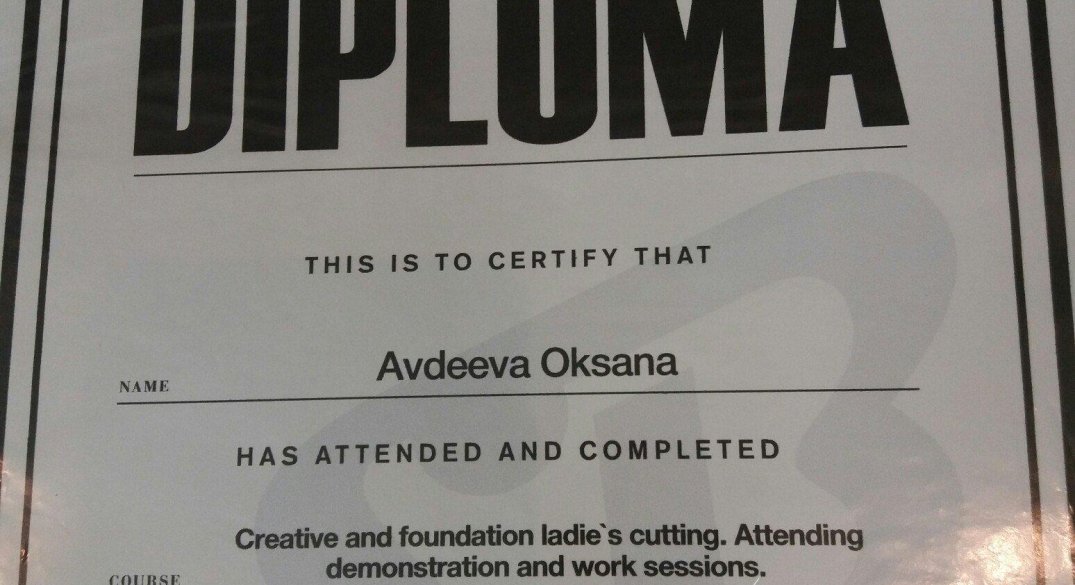 DIPLOMA
THIS IS TO CERTIFY THAT
NAME Avdeeva Oksana
HAS ATTENDED AND COMPLETED
Creative and foundation ladie`s cutting. Attending
demonstration and work sessions.
COURSE